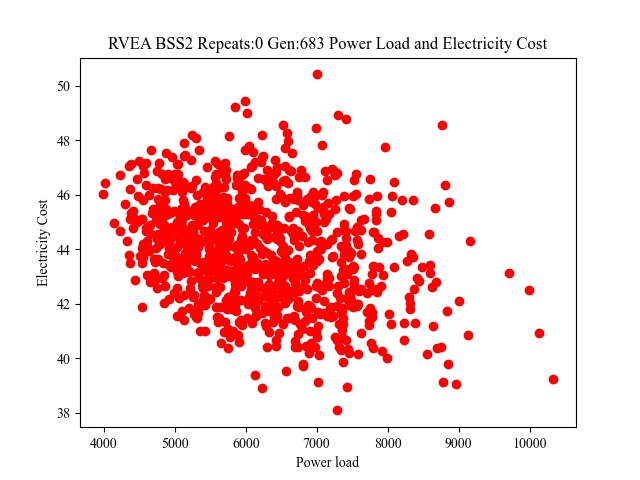 RVEA BSS2 Repeats:0 Gen:683 Power Load and Electricity Cost
50
48
46
44
42
40
38
Electricity Cost
4000 5000 6000 7000 8000 9000 10000
Power load